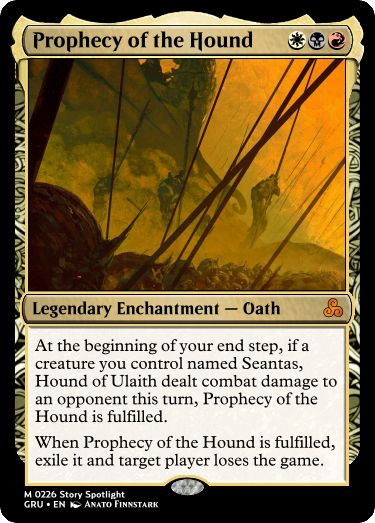 Prophecy of the Hound
Legendary Enchantment — Oath
At the beginning of your end step, if a
creature you control named Seantas,
Hound of Ulaith dealt combat damage to
an opponent this turn, Prophecy of the
Hound is fulfilled.
When Prophecy of the Hound is fulfilled,
exile it and target player loses the game.
M 0226 Story Spotlight
GRU • EN Anato Finnstark